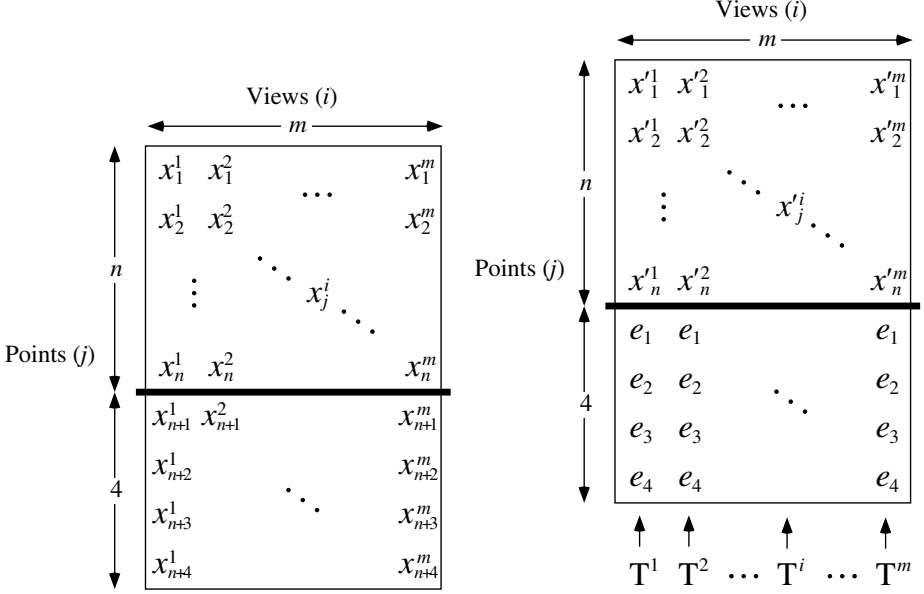 Views (i)
m
x_1^1 x_1^2 ... x_1^m
x_2^1 x_2^2 x_2^m
n
⋮ ⋱ x_j^i ⋱
Points (j)
x_n^1 x_n^2 x_n^m
x_{n+1}^1 x_{n+1}^2 x_{n+1}^m
x_{n+2}^1 x_{n+2}^m
4
⋱
x_{n+3}^1 x_{n+3}^m
x_{n+4}^1 x_{n+4}^m
Views (i)
m
x'_1^1 x'_1^2 ... x'_1^m
x'_2^1 x'_2^2 x'_2^m
n
⋮ ⋱ x'_j^i ⋱
Points (j)
x'_n^1 x'_n^2 x'_n^m
e_1 e_1 e_1
e_2 e_2 ⋱ e_2
4
e_3 e_3 e_3
e_4 e_4 e_4
T^1 T^2 ... T^i ... T^m